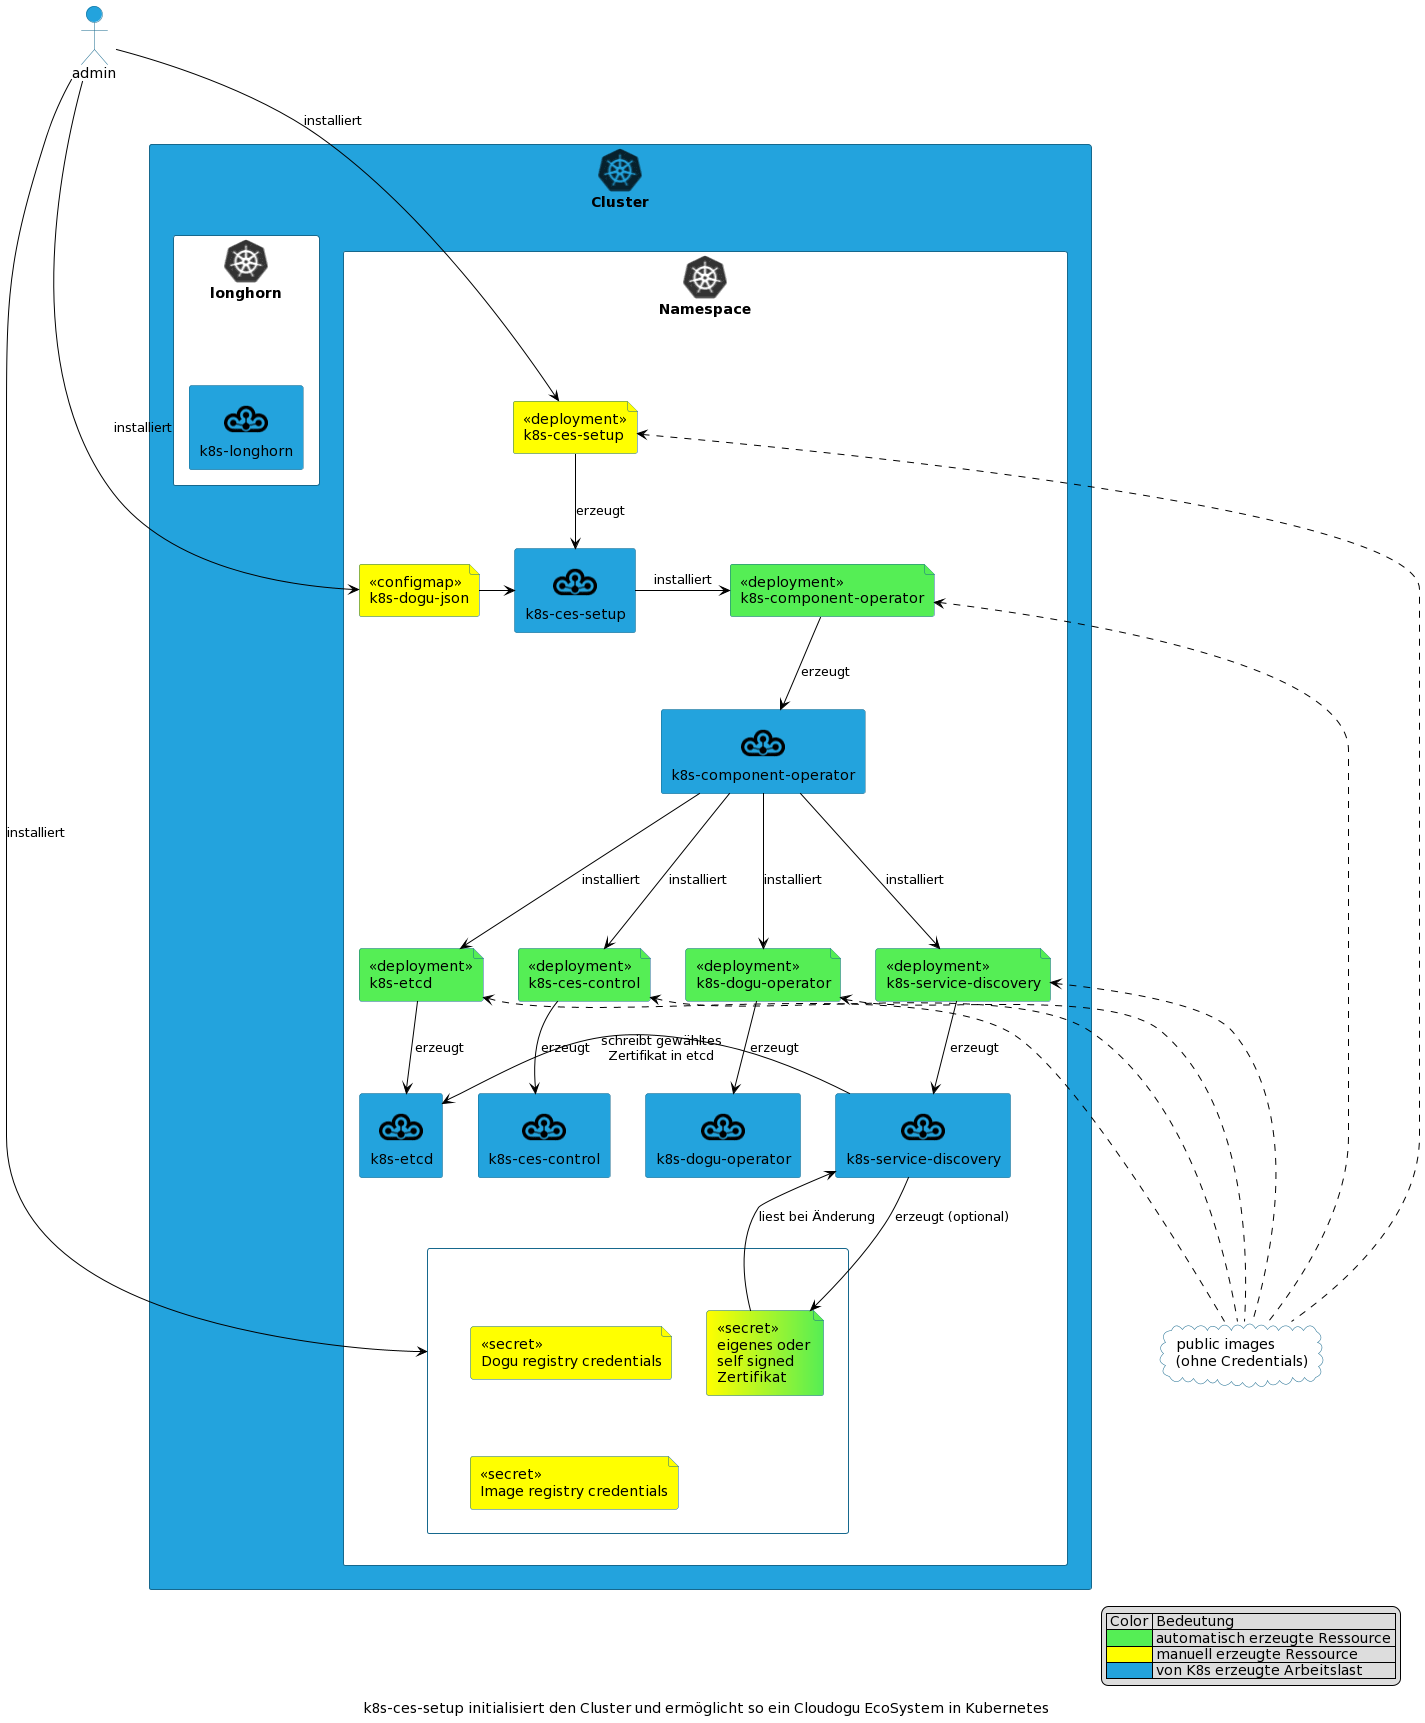 admin
installiert
Cluster
longhorn
Namespace
k8s-longhorn
installiert
«deployment»
k8s-ces-setup
erzeugt
«configmap»
k8s-dogu-json
k8s-ces-setup
installiert
«deployment»
k8s-component-operator
erzeugt
k8s-component-operator
installiert
installiert
installiert
installiert
installiert
«deployment»
k8s-etcd
«deployment»
k8s-ces-control
«deployment»
k8s-dogu-operator
«deployment»
k8s-service-discovery
erzeugt
erzeugt
schreibt gewähltes
Zertifikat in etcd
erzeugt
erzeugt
k8s-etcd
k8s-ces-control
k8s-dogu-operator
k8s-service-discovery
liest bei Änderung
erzeugt (optional)
«secret»
Dogu registry credentials
«secret»
eigenes oder
self signed
Zertifikat
public images
(ohne Credentials)
«secret»
Image registry credentials
Color Bedeutung
automatisch erzeugte Ressource
manuell erzeugte Ressource
von K8s erzeugte Arbeitslast
k8s-ces-setup initialisiert den Cluster und ermöglicht so ein Cloudogu EcoSystem in Kubernetes